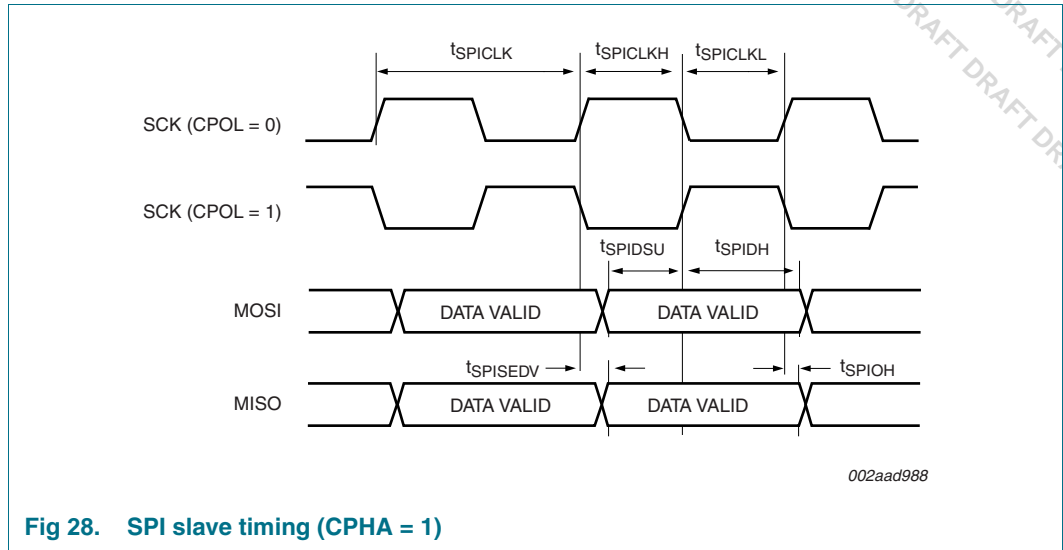 DRAFT DRAFT DR
DRAFT
tSPICLK tSPICLKH tSPICLKL
SCK (CPOL = 0)
SCK (CPOL = 1)
tSPIDSU tSPIDH
MOSI DATA VALID DATA VALID
tSPISEDV tSPIOH
MISO DATA VALID DATA VALID
002aad988
Fig 28. SPI slave timing (CPHA = 1)